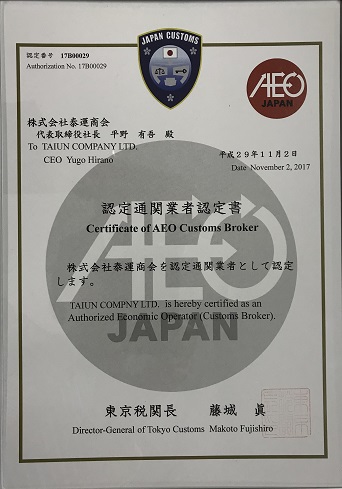 JAPAN CUSTOMS
認定番号 17B00029
Authorization No. 17B00029
AEO
JAPAN
株式会社泰運商会
代表取締役社長 平野 有吾 殿
To TAIUN COMPANY LTD.
CEO Yugo Hirano
平成29年11月2日
Date November 2, 2017
認定通関業者認定書
Certificate of AEO Customs Broker
株式会社泰運商会を認定通関業者として認定
します。
TAIUN COMPNY LTD. is hereby certified as an
Authorized Economic Operator (Customs Broker).
AEO
JAPAN
東京税関長 藤城 眞
Director-General of Tokyo Customs Makoto Fujishiro